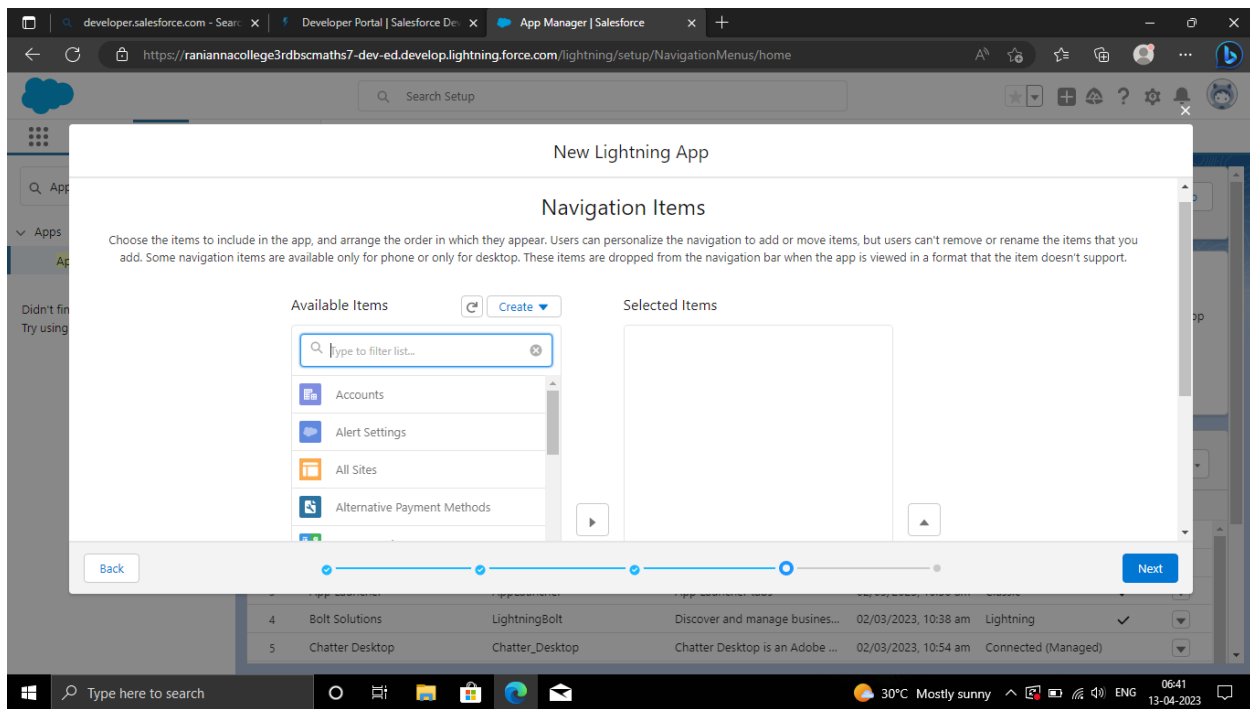 developer.salesforce.com - Searc
Developer Portal | Salesforce Dev
App Manager | Salesforce
https://raniannacollege3rdbscmaths7-dev-ed.develop.lightning.force.com/lightning/setup/NavigationMenus/home
Search Setup
New Lightning App
App
Apps
Ap
Didn't fin
Try using
Navigation Items
Choose the items to include in the app, and arrange the order in which they appear. Users can personalize the navigation to add or move items, but users can't remove or rename the items that you
add. Some navigation items are available only for phone or only for desktop. These items are dropped from the navigation bar when the app is viewed in a format that the item doesn't support.
Available Items
Create
Selected Items
Type to filter list...
Accounts
Alert Settings
All Sites
Alternative Payment Methods
Back
Next
4 Bolt Solutions LightningBolt Discover and manage busines... 02/03/2023, 10:38 am Lightning
5 Chatter Desktop Chatter_Desktop Chatter Desktop is an Adobe ... 02/03/2023, 10:54 am Connected (Managed)
Type here to search
30°C Mostly sunny
ENG
06:41
13-04-2023